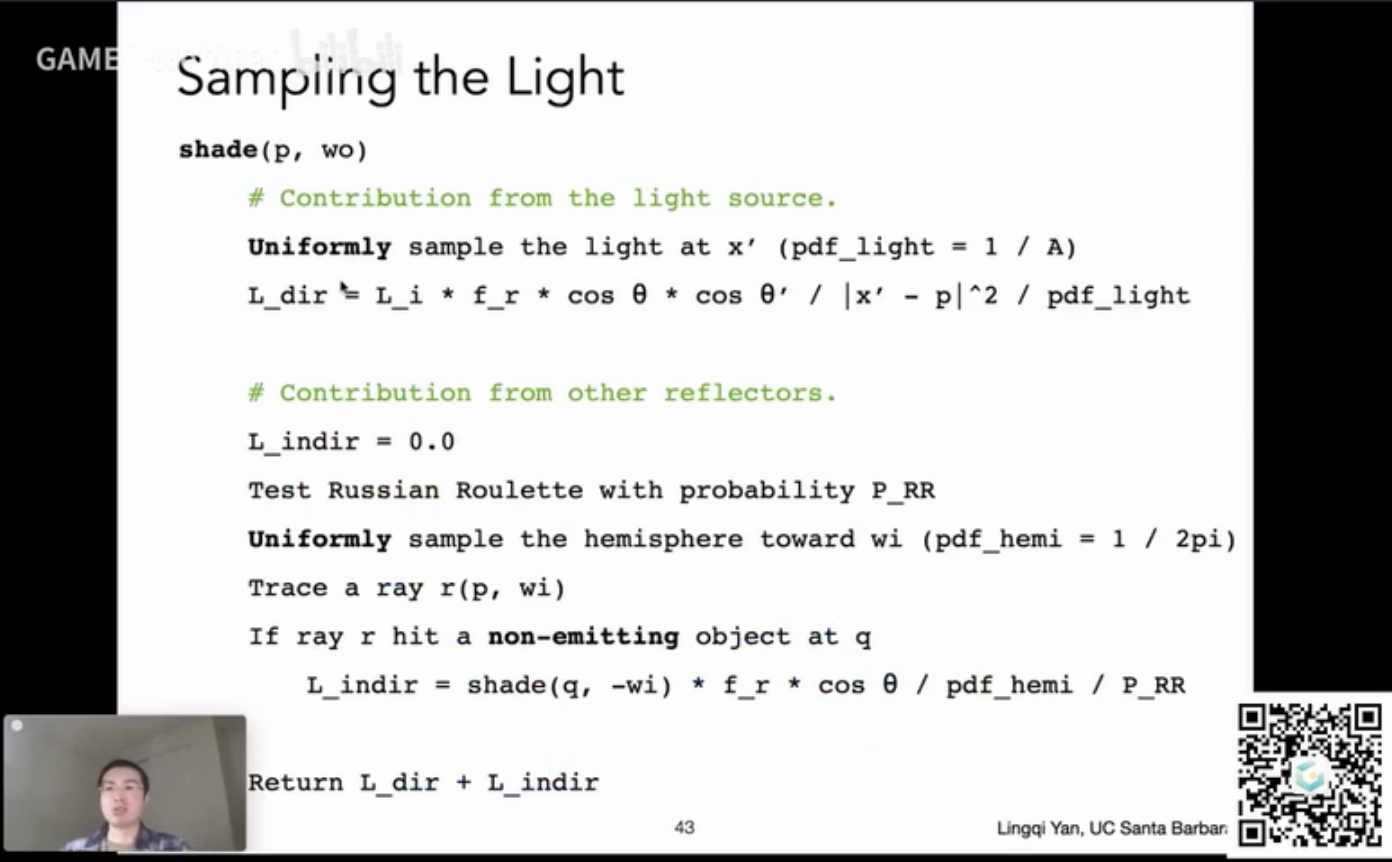 GAME
Sampling the Light
shade(p, wo)
# Contribution from the light source.
Uniformly sample the light at x′ (pdf_light = 1 / A)
L_dir = L_i * f_r * cos θ * cos θ′ / |x′ - p|^2 / pdf_light
# Contribution from other reflectors.
L_indir = 0.0
Test Russian Roulette with probability P_RR
Uniformly sample the hemisphere toward wi (pdf_hemi = 1 / 2pi)
Trace a ray r(p, wi)
If ray r hit a non-emitting object at q
L_indir = shade(q, -wi) * f_r * cos θ / pdf_hemi / P_RR
Return L_dir + L_indir
43
Lingqi Yan, UC Santa Barbar